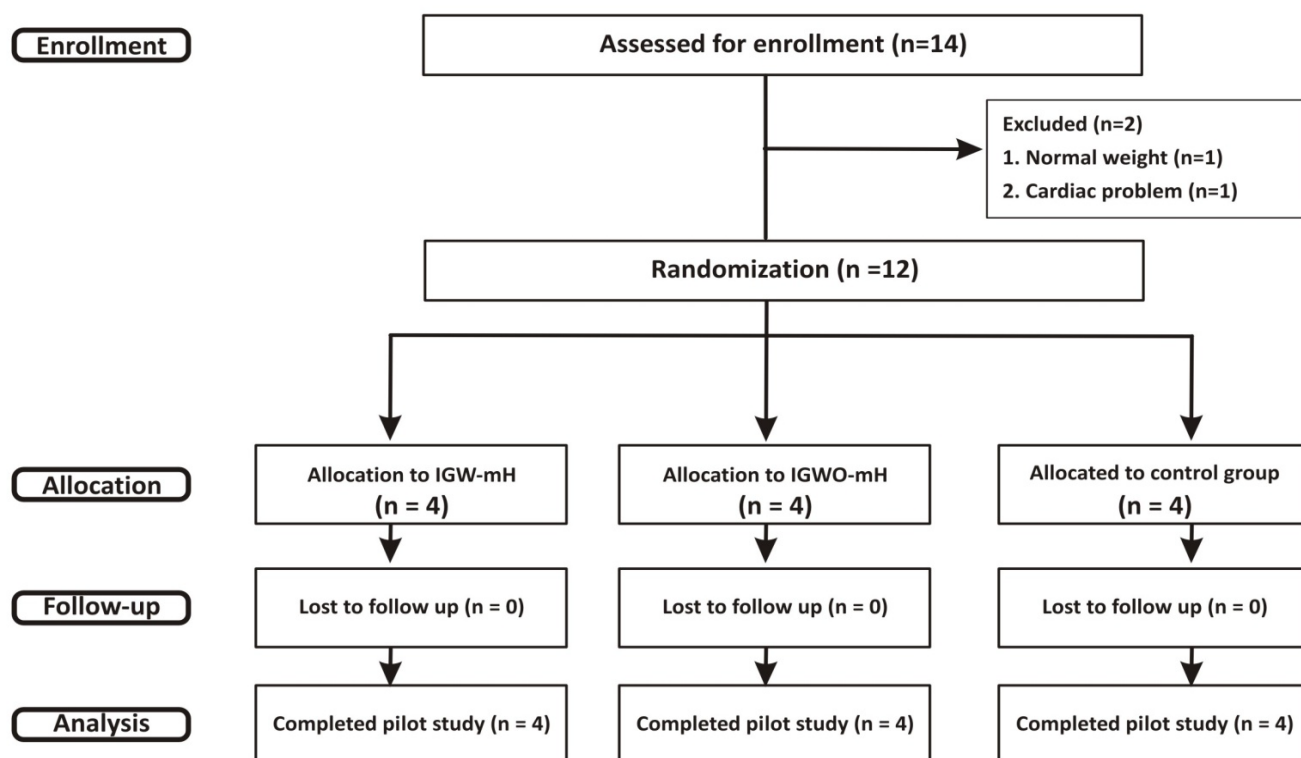 Enrollment
Assessed for enrollment (n=14)
Excluded (n=2)
1. Normal weight (n=1)
2. Cardiac problem (n=1)
Randomization (n =12)
Allocation
Allocation to IGW-mH
(n = 4)
Allocation to IGWO-mH
(n = 4)
Allocated to control group
(n = 4)
Follow-up
Lost to follow up (n = 0)
Lost to follow up (n = 0)
Lost to follow up (n = 0)
Analysis
Completed pilot study (n = 4)
Completed pilot study (n = 4)
Completed pilot study (n = 4)